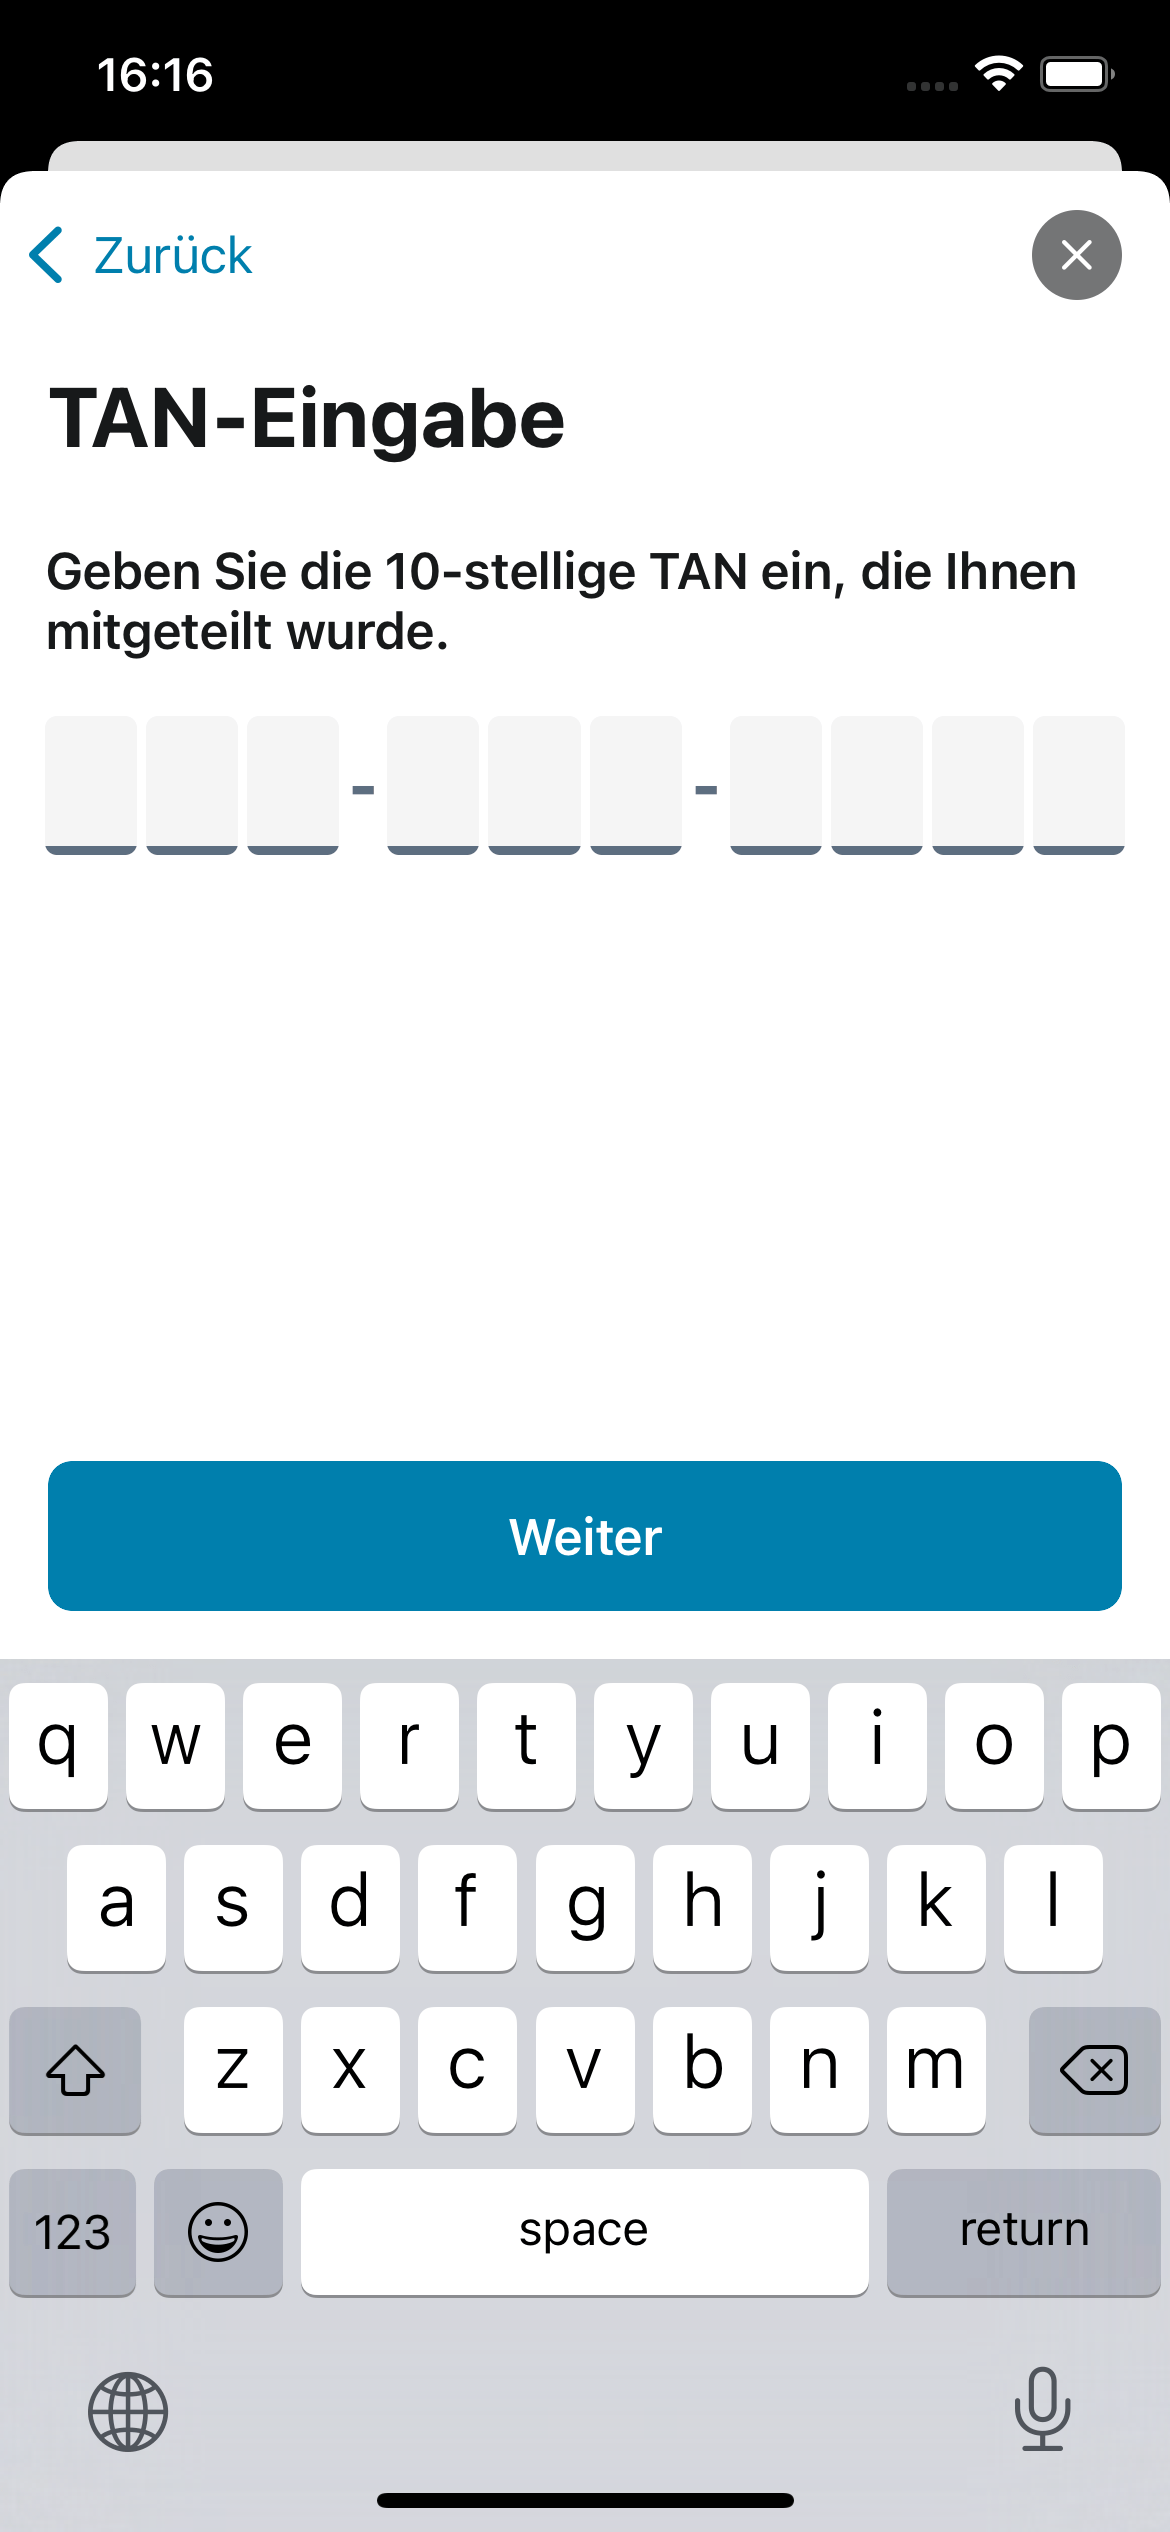 16:16
Zurück
TAN-Eingabe
Geben Sie die 10-stellige TAN ein, die Ihnen
mitgeteilt wurde.
- -
Weiter
q w e r t y u i o p
a s d f g h j k l
z x c v b n m
123 space return